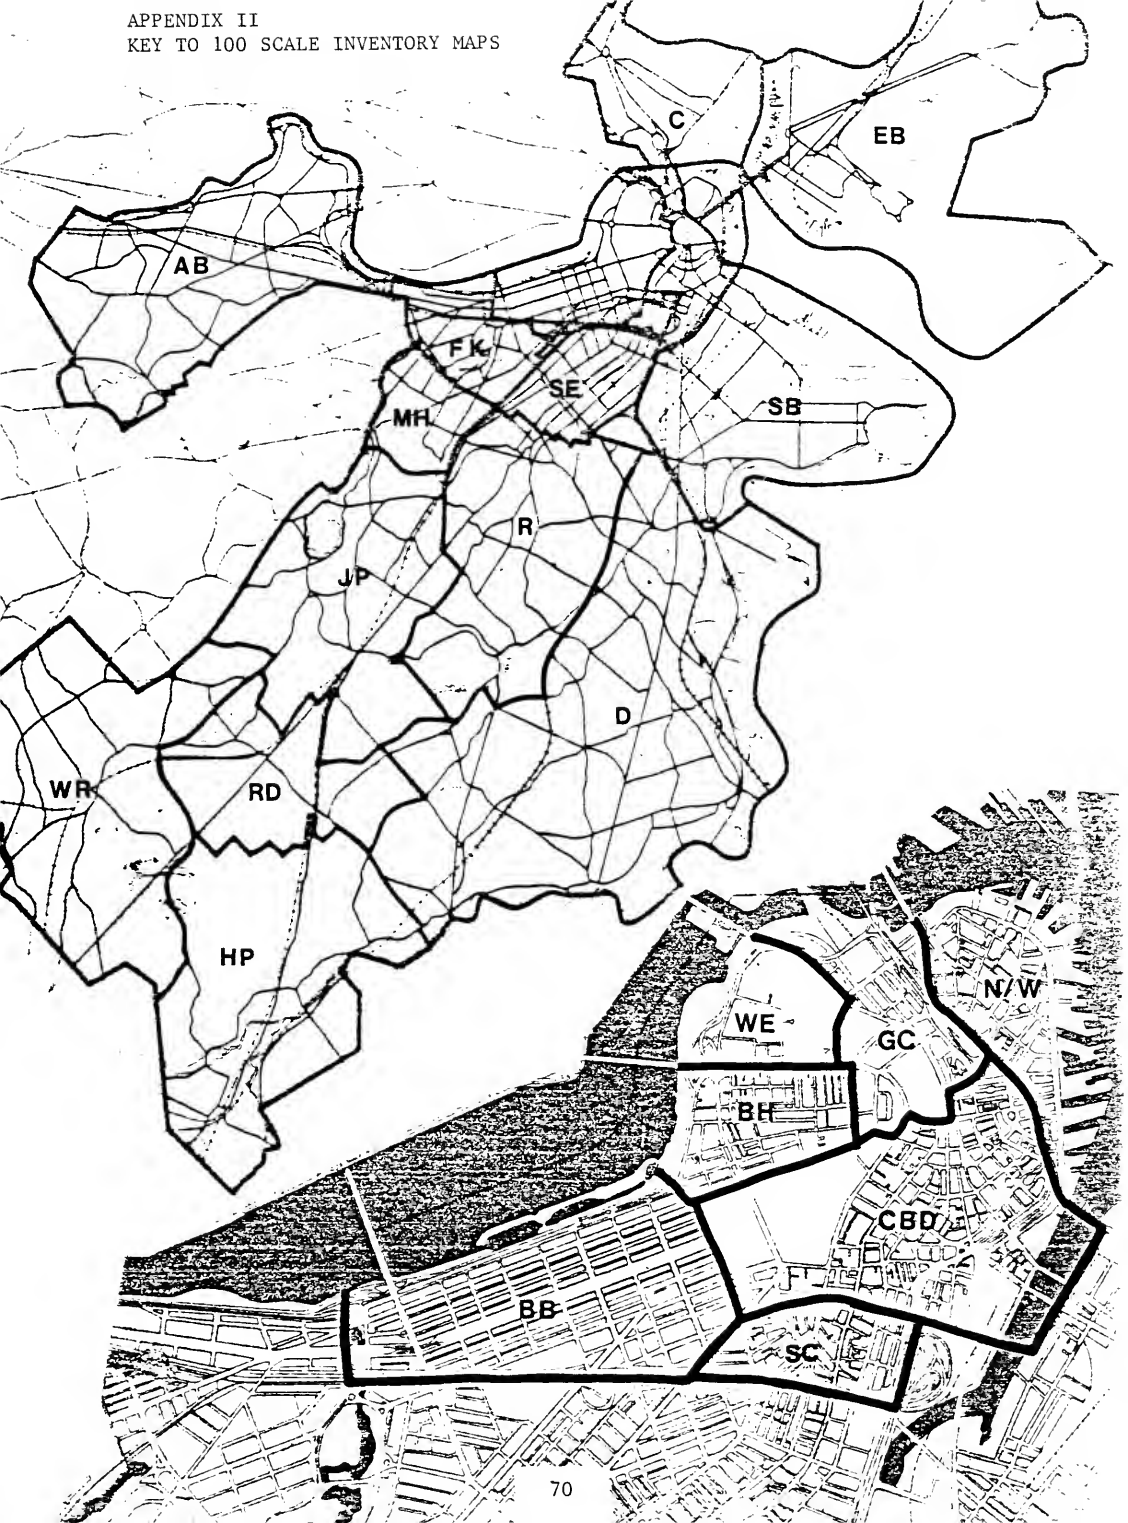 APPENDIX II
KEY TO 100 SCALE INVENTORY MAPS
C
EB
AB
FK
SE
MH
SB
R
JP
D
WR
RD
HP
N/W
WE
GC
BH
CBD
BB
SC
70